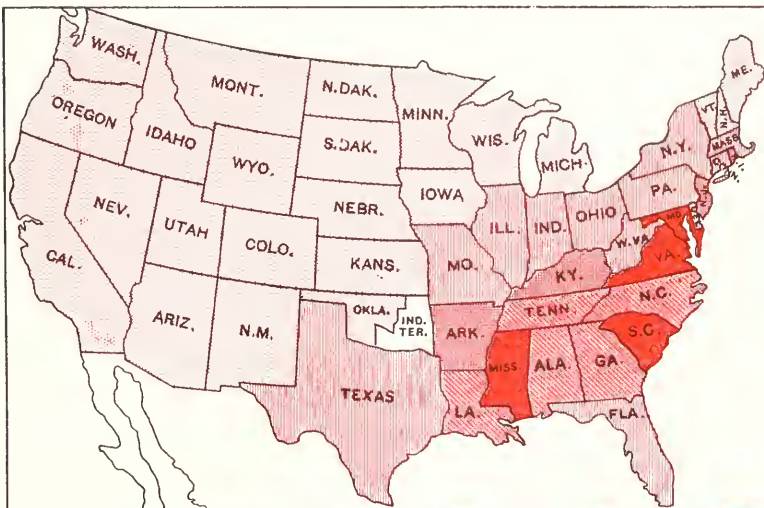 WASH.
MONT.
N.DAK.
MINN.
ME.
VT.
N.H.
OREGON
IDAHO
S.DAK.
WIS.
MICH.
N.Y.
MASS.
WYO.
NEBR.
IOWA
PA.
NEV.
UTAH
COLO.
ILL.
IND.
OHIO
W.VA.
MD.
CAL.
KANS.
MO.
KY.
VA.
ARIZ.
N.M.
OKLA.
IND.
TER.
ARK.
TENN.
N.C.
S.C.
TEXAS
LA.
MISS.
ALA.
GA.
FLA.